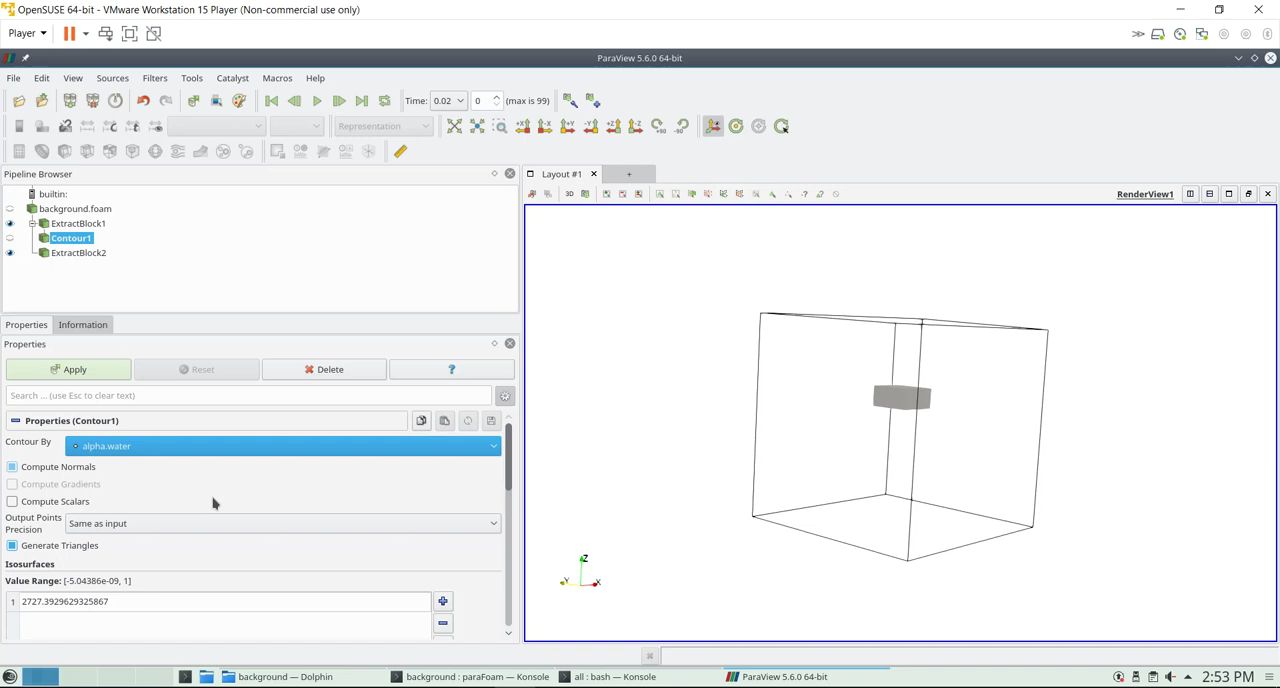 OpenSUSE 64-bit - VMware Workstation 15 Player (Non-commercial use only)
Player
ParaView 5.6.0 64-bit
File Edit View Sources Filters Tools Catalyst Macros Help
Time: 0.02 0 (max is 99)
Representation
+X -X +Y -Y +Z -Z +90 -90
Pipeline Browser
Layout #1
+
builtin:
3D
RenderView1
background.foam
ExtractBlock1
Contour1
ExtractBlock2
Properties Information
Properties
Apply Reset Delete ?
Search ... (use Esc to clear text)
Properties (Contour1)
Contour By alpha.water
Compute Normals
Compute Gradients
Compute Scalars
Output Points Precision Same as input
Generate Triangles
Isosurfaces
Value Range: [-5.04386e-09, 1]
1 2727.3929629325867
Z
Y
X
background — Dolphin
background : paraFoam — Konsole
all : bash — Konsole
ParaView 5.6.0 64-bit
2:53 PM